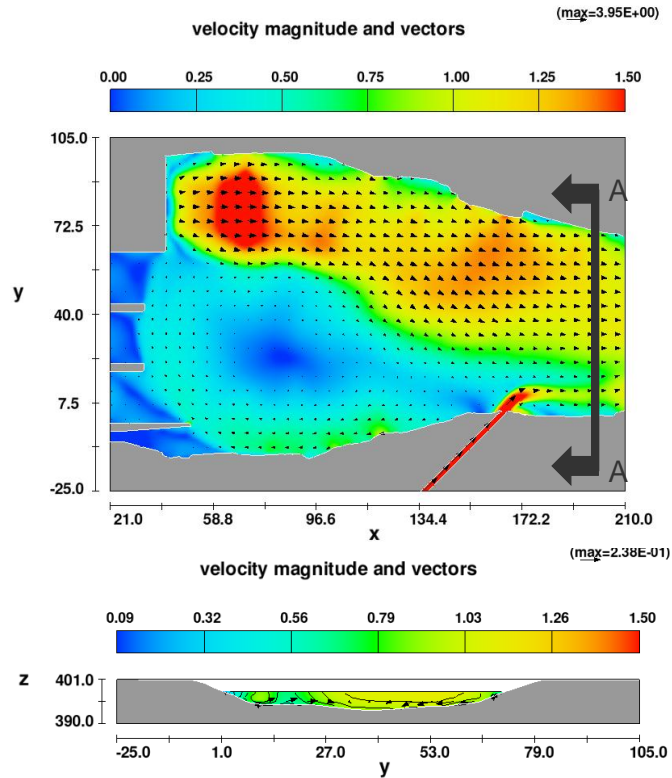 (max=3.95E+00)
velocity magnitude and vectors
0.00 0.25 0.50 0.75 1.00 1.25 1.50
105.0
72.5
y
40.0
7.5
-25.0
A
A
21.0 58.8 96.6 134.4 172.2 210.0
x
(max=2.38E-01)
velocity magnitude and vectors
0.09 0.32 0.56 0.79 1.03 1.26 1.50
z
401.0
390.0
-25.0 1.0 27.0 53.0 79.0 105.0
y